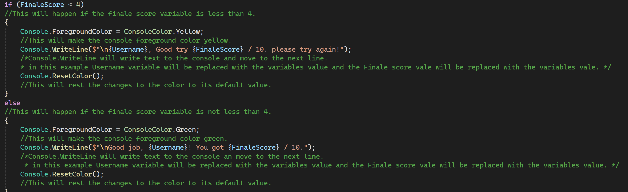 if (FinaleScore < 4)
//This will happen if the finale score variable is less than 4.
{
Console.ForegroundColor = ConsoleColor.Yellow;
//This will make the console foreground color yellow
Console.WriteLine($"\n{Username}, Good try {FinaleScore} / 10, please try again!");
/*Console.WriteLine will write text to the console and move to the next line
* in this example Username variable will be replaced with the variables value and the Finale score vale will be replaced with the variables vale. */
Console.ResetColor();
//This will rest the changes to the color to its default value.
}
else
//This will happen if the finale score variable is not less than 4.
{
Console.ForegroundColor = ConsoleColor.Green;
//This will make the console foreground color green.
Console.WriteLine($"\nGood job, {Username}! You got {FinaleScore} / 10.");
/*Console.WriteLine will write text to the console an move to the next line
* in this example Username variable will be replaced with the variables value and the Finale score vale will be replaced with the variables value. */
Console.ResetColor();
//This will rest the changes to the color to its default value.
}